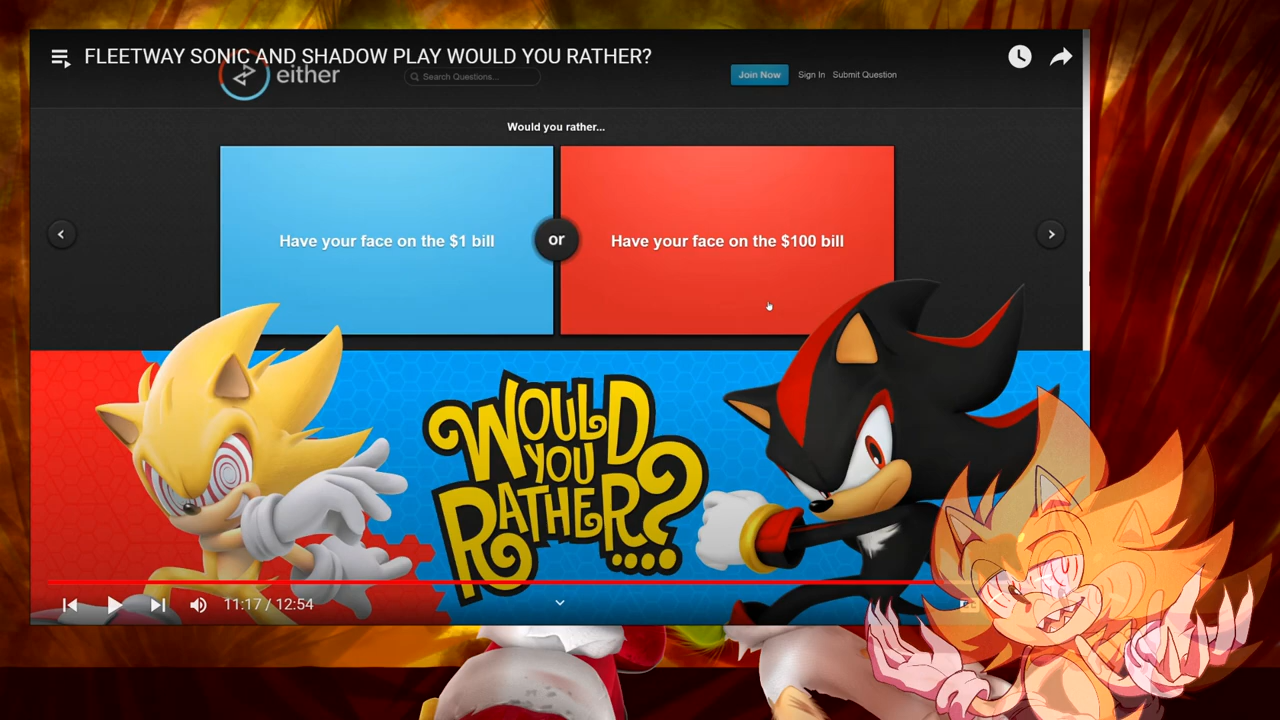 FLEETWAY SONIC AND SHADOW PLAY WOULD YOU RATHER?
either
Search Questions...
Join Now
Sign In
Submit Question
Would you rather...
Have your face on the $1 bill
or
Have your face on the $100 bill
WOULD
YOU
RATHER?....
11:17 / 12:54